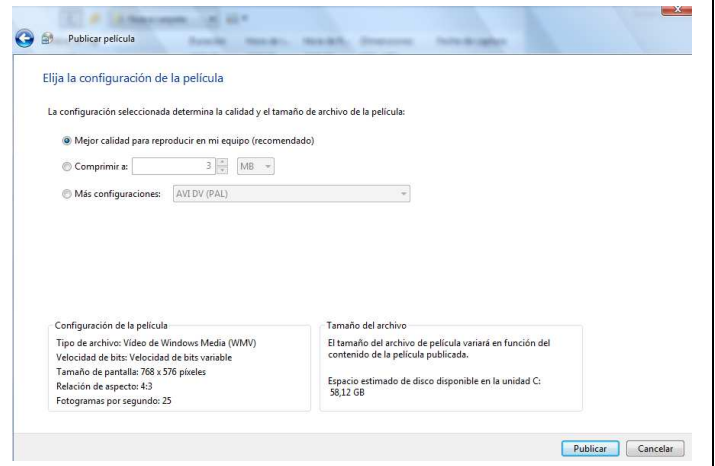 Publicar película
Elija la configuración de la película
La configuración seleccionada determina la calidad y el tamaño de archivo de la película:
Mejor calidad para reproducir en mi equipo (recomendado)
Comprimir a: 3 MB
Más configuraciones: AVI DV (PAL)
Configuración de la película
Tipo de archivo: Vídeo de Windows Media (WMV)
Velocidad de bits: Velocidad de bits variable
Tamaño de pantalla: 768 x 576 píxeles
Relación de aspecto: 4:3
Fotogramas por segundo: 25
Tamaño del archivo
El tamaño del archivo de película variará en función del
contenido de la película publicada.
Espacio estimado de disco disponible en la unidad C:
58,12 GB
Publicar Cancelar